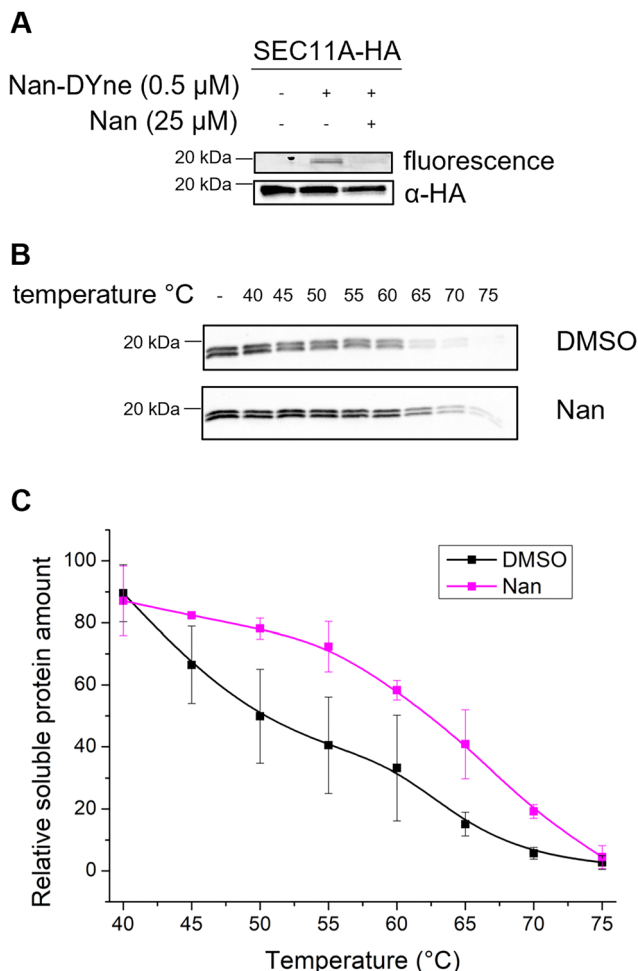 A
SEC11A-HA
Nan-DYne (0.5 µM) - + +
Nan (25 µM) - - +
20 kDa fluorescence
20 kDa α-HA
B
temperature °C - 40 45 50 55 60 65 70 75
20 kDa DMSO
20 kDa Nan
C
Relative soluble protein amount
100
80
60
40
20
0
DMSO
Nan
40 45 50 55 60 65 70 75
Temperature (°C)